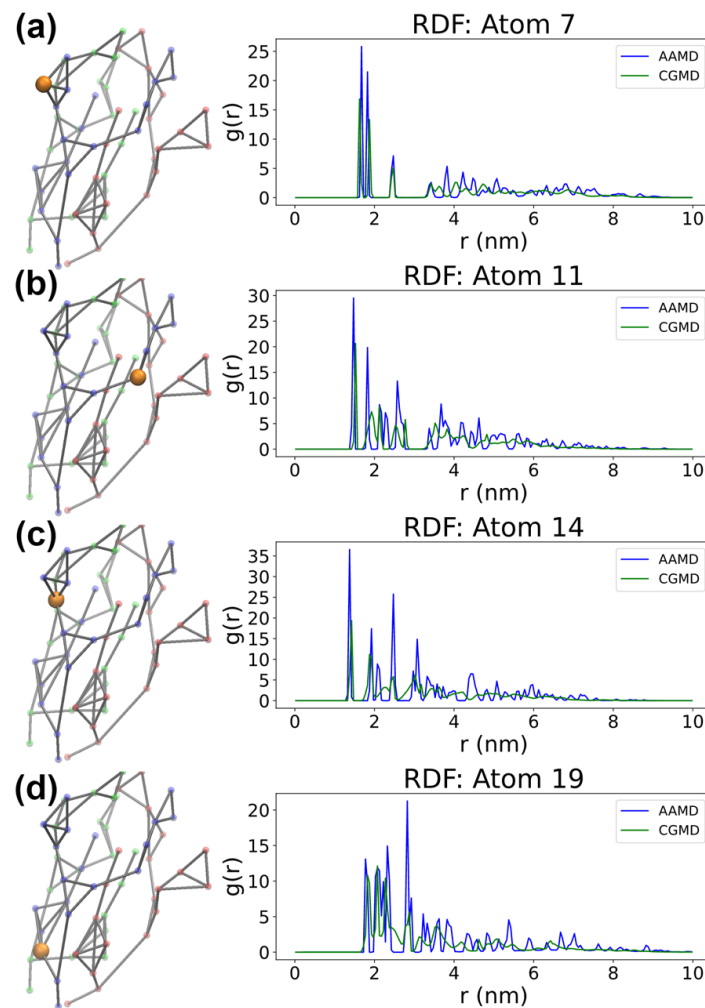 (a)
RDF: Atom 7
AAMD
CGMD
g(r)
25
20
15
10
5
0
0 2 4 6 8 10
r (nm)
(b)
RDF: Atom 11
AAMD
CGMD
g(r)
30
25
20
15
10
5
0
0 2 4 6 8 10
r (nm)
(c)
RDF: Atom 14
AAMD
CGMD
g(r)
35
30
25
20
15
10
5
0
0 2 4 6 8 10
r (nm)
(d)
RDF: Atom 19
AAMD
CGMD
g(r)
20
15
10
5
0
0 2 4 6 8 10
r (nm)